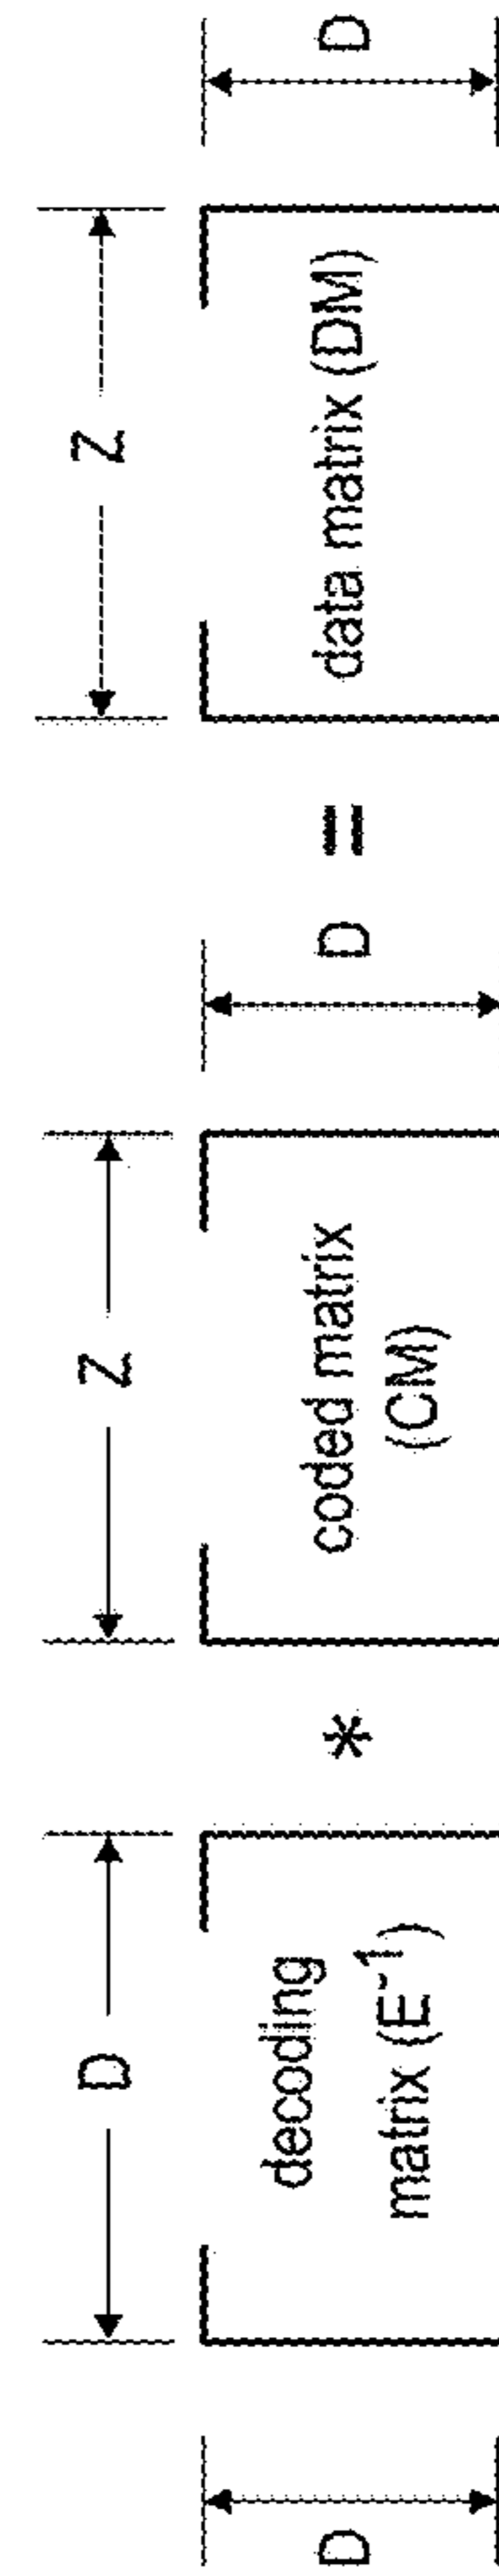 D
D
decoding
matrix (E⁻¹)
*
Z
coded matrix
(CM)
D
=
Z
data matrix (DM)
D